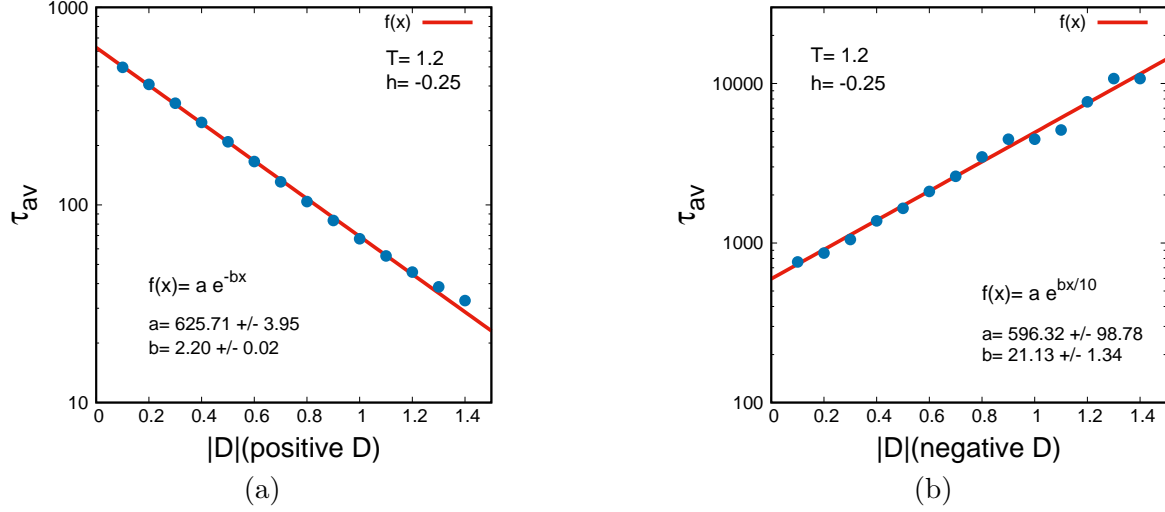 f(x)
T= 1.2
h= -0.25
1000
100
10
τav
f(x)= a e-bx
a= 625.71 +/- 3.95
b= 2.20 +/- 0.02
0 0.2 0.4 0.6 0.8 1 1.2 1.4
|D|(positive D)
(a)
f(x)
T= 1.2
h= -0.25
10000
1000
100
τav
f(x)= a ebx/10
a= 596.32 +/- 98.78
b= 21.13 +/- 1.34
0 0.2 0.4 0.6 0.8 1 1.2 1.4
|D|(negative D)
(b)